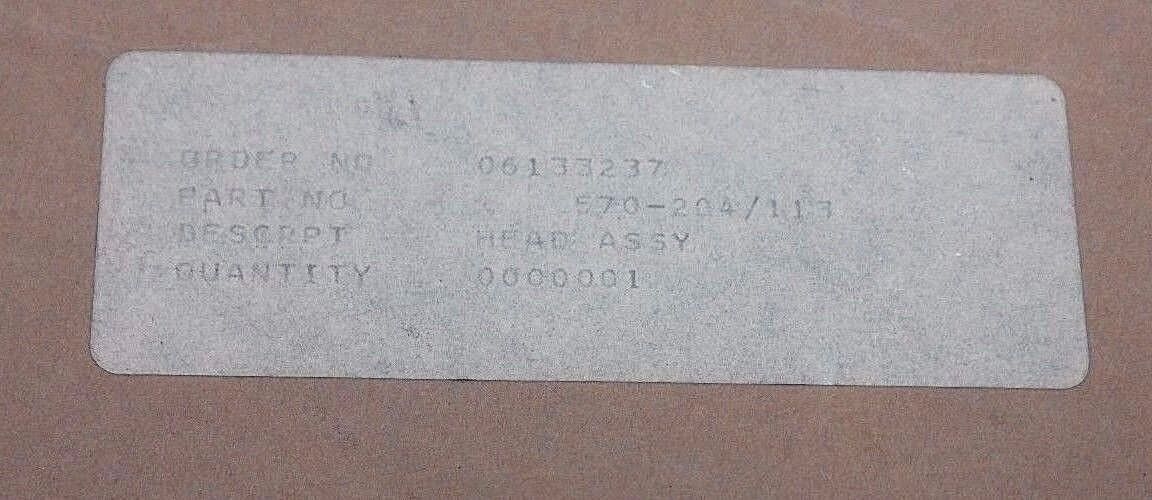 ORDER NO 06133237
PART NO 570-204/113
DESCRPT HEAD ASSY
QUANTITY 0000001